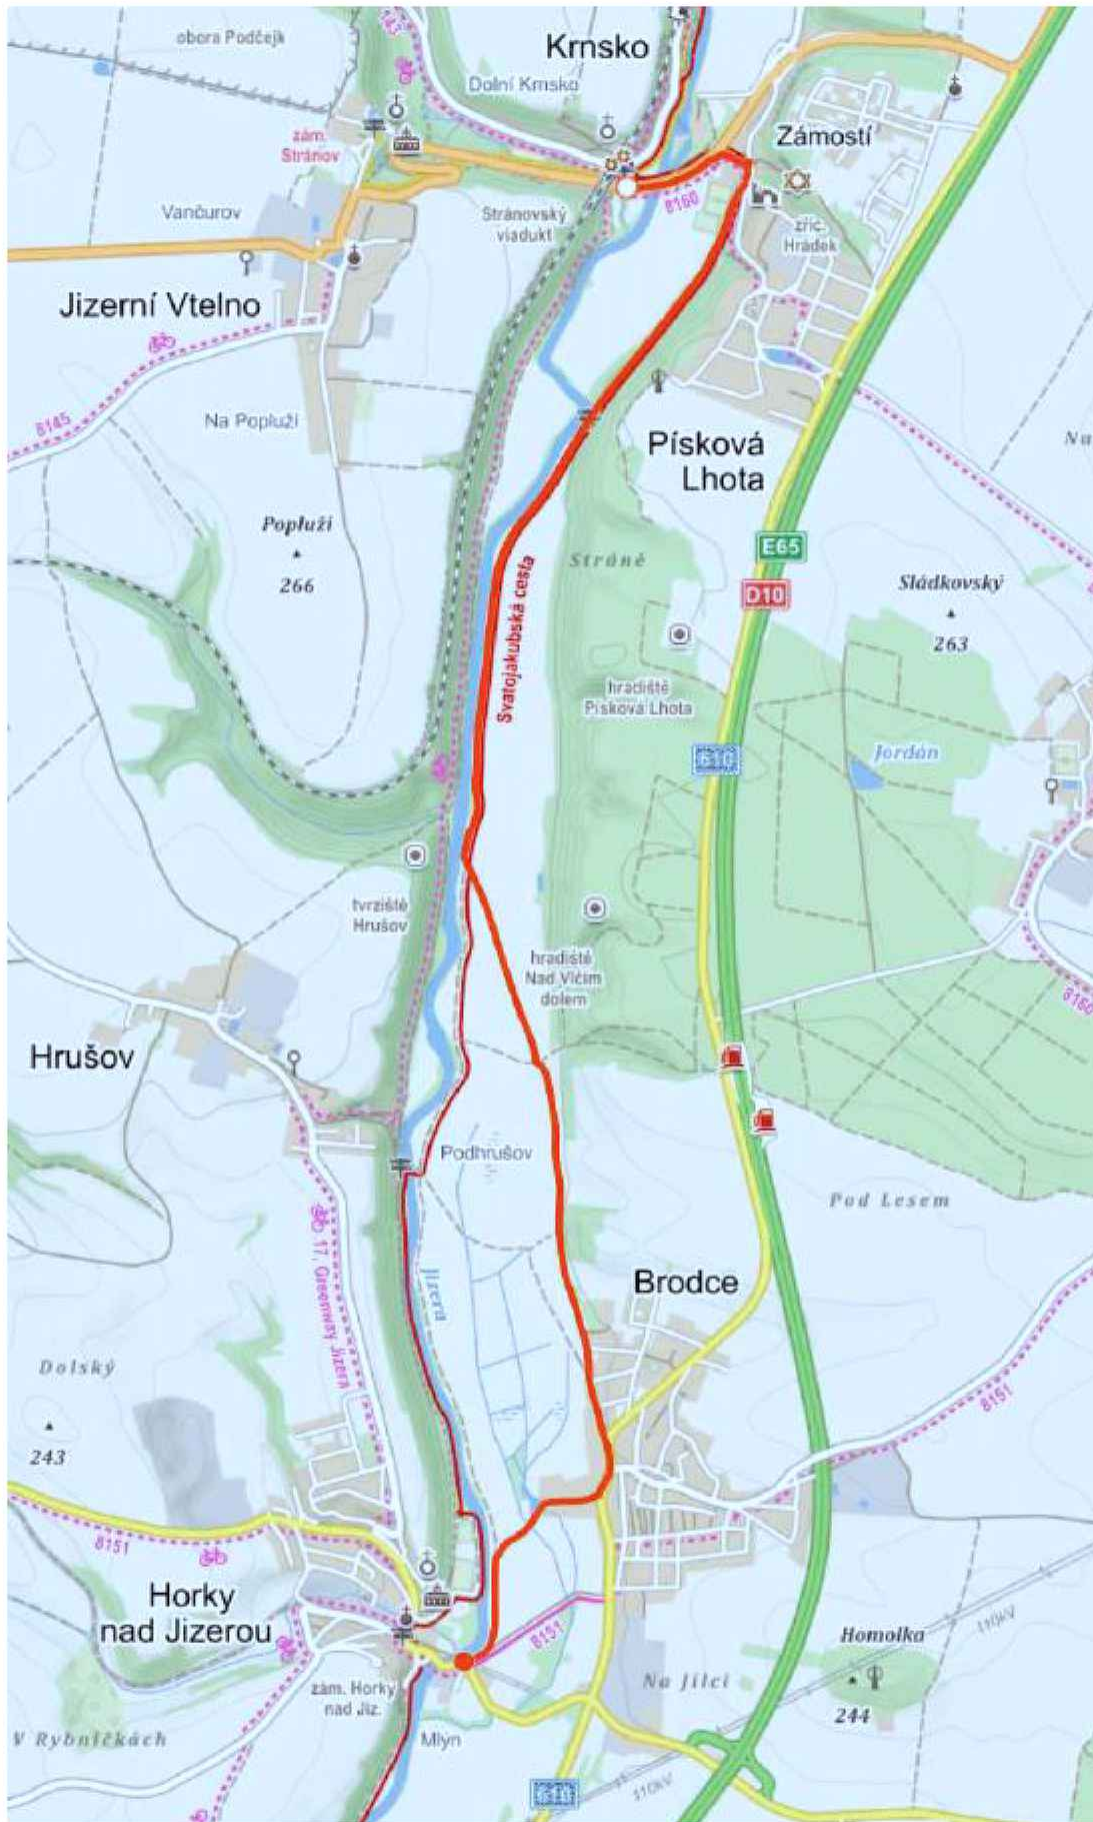 obora Podčejk
Krnsko
Dolní Krnsko
Zámostí
zám.
Stránov
Vančurov
Stránovský
viadukt
8160
zříc.
Hrádek
Jizerní Vtelno
8145
Na Popluží
Písková
Lhota
Na
Popluží
266
E65
D10
Stráně
Sládkovský
263
Svatojakubská cesta
hradiště
Písková Lhota
610
Jordán
tvrziště
Hrušov
hradiště
Nad Vlčím
dolem
8160
Hrušov
Podhrušov
Pod Lesem
17, Greenway Jizera
Jizera
Brodce
Dolský
243
8151
8151
Horky
nad Jizerou
8151
Homolka
244
110kV
zám. Horky
nad Jiz.
Na Jílci
V Rybníčkách
Mlýn
110kV
610